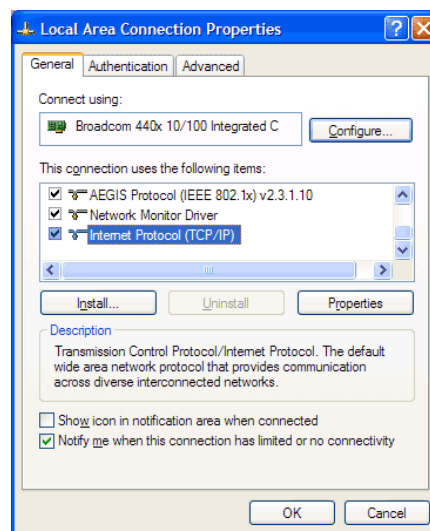 Local Area Connection Properties
General Authentication Advanced
Connect using:
Broadcom 440x 10/100 Integrated C Configure...
This connection uses the following items:
AEGIS Protocol (IEEE 802.1x) v2.3.1.10
Network Monitor Driver
Internet Protocol (TCP/IP)
Install... Uninstall Properties
Description
Transmission Control Protocol/Internet Protocol. The default
wide area network protocol that provides communication
across diverse interconnected networks.
Show icon in notification area when connected
Notify me when this connection has limited or no connectivity
OK Cancel